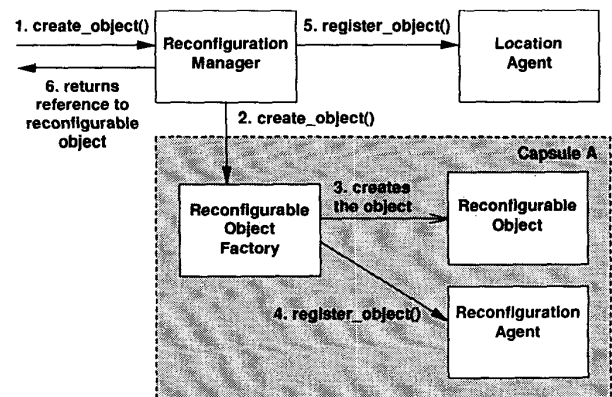 1. create_object()
6. returns
reference to
reconfigurable
object
Reconfiguration
Manager
5. register_object()
Location
Agent
2. create_object()
Capsule A
Reconfigurable
Object
Factory
3. creates
the object
Reconfigurable
Object
4. register_object()
Reconfiguration
Agent